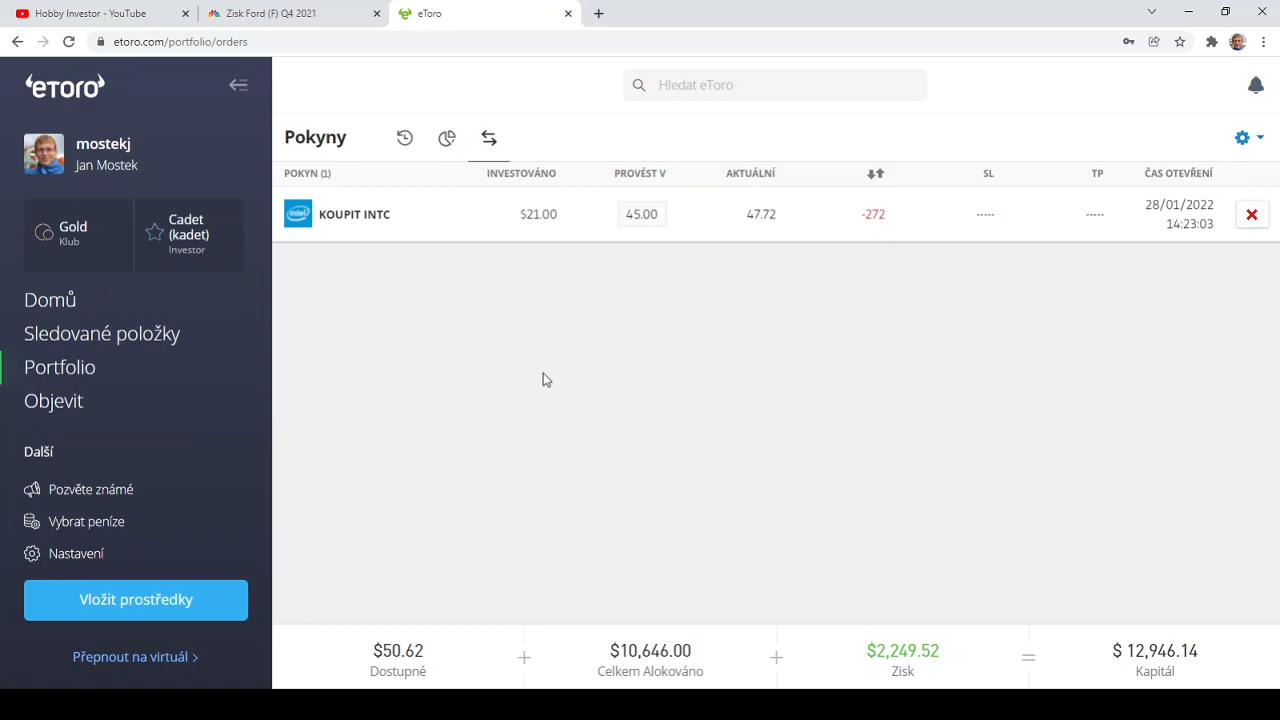 Hobby Investor - YouTube
Zisk Ford (F) Q4 2021
eToro
etoro.com/portfolio/orders
eToro
Hledat eToro
mostekj
Jan Mostek
Gold
Klub
Cadet
(kadet)
Investor
Domů
Sledované položky
Portfolio
Objevit
Další
Pozvěte známé
Vybrat peníze
Nastavení
Vložit prostředky
Přepnout na virtuál >
Pokyny
POKYN (1) INVESTOVÁNO PROVÉST V AKTUÁLNÍ SL TP ČAS OTEVŘENÍ
intel KOUPIT INTC $21.00 45.00 47.72 -272 ----- ----- 28/01/2022
14:23:03
$50.62 + $10,646.00 + $2,249.52 = $ 12,946.14
Dostupné Celkem Alokováno Zisk Kapitál